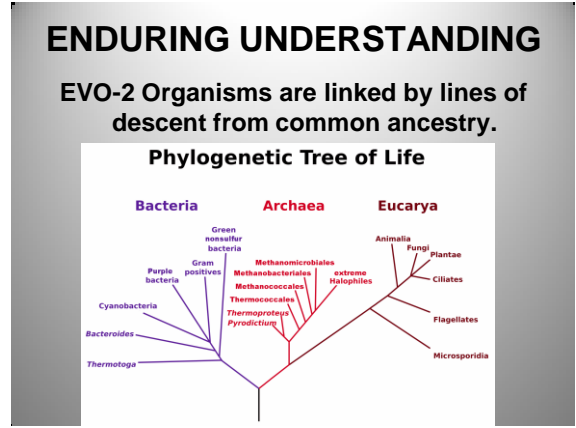 ENDURING UNDERSTANDING
EVO-2 Organisms are linked by lines of
descent from common ancestry.
Phylogenetic Tree of Life
Bacteria
Archaea
Eucarya
Green
nonsulfur
bacteria
Gram
positives
Purple
bacteria
Cyanobacteria
Bacteroides
Thermotoga
Methanomicrobiales
Methanobacteriales
Methanococcales
Thermococcales
Thermoproteus
Pyrodictium
extreme
Halophiles
Animalia
Fungi
Plantae
Ciliates
Flagellates
Microsporidia